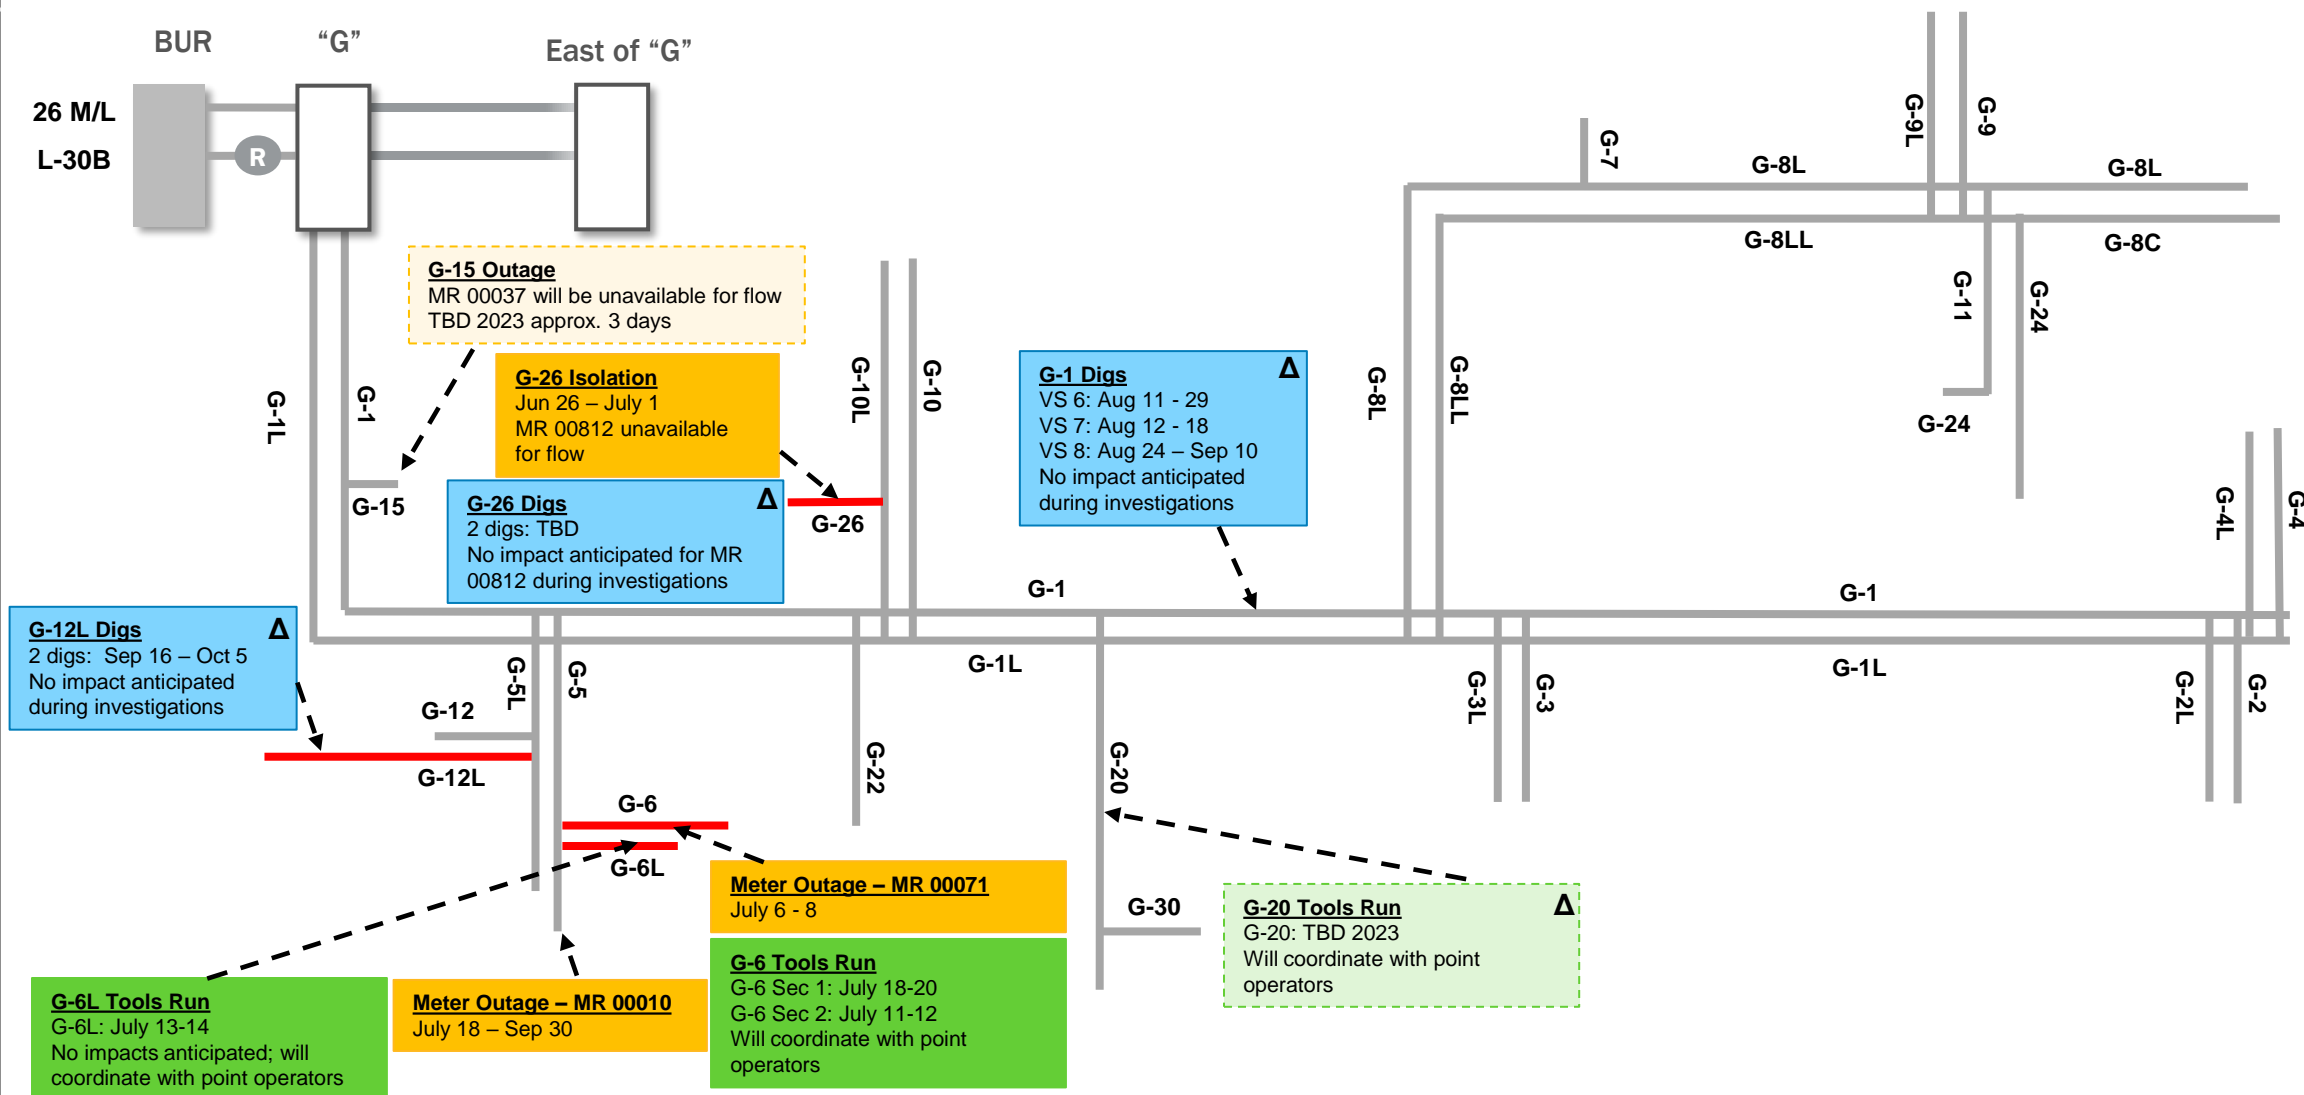 BUR
“G”
East of “G”
26 M/L
L-30B
R
G-9L
G-9
G-7
G-8L
G-8L
G-8LL
G-8C
G-11
G-24
G-24
G-15 Outage
MR 00037 will be unavailable for flow
TBD 2023 approx. 3 days
G-26 Isolation
Jun 26 – July 1
MR 00812 unavailable
for flow
G-26 Digs Δ
2 digs: TBD
No impact anticipated for MR
00812 during investigations
G-1L
G-1
G-15
G-26
G-10L
G-10
G-1 Digs Δ
VS 6: Aug 11 - 29
VS 7: Aug 12 - 18
VS 8: Aug 24 – Sep 10
No impact anticipated
during investigations
G-8L
G-8LL
G-4L
G-4
G-1
G-1
G-1L
G-1L
G-12L Digs Δ
2 digs:  Sep 16 – Oct 5
No impact anticipated
during investigations
G-5L
G-5
G-12
G-12L
G-22
G-20
G-3L
G-3
G-2L
G-2
G-6
G-6L
G-30
Meter Outage – MR 00071
July 6 - 8
G-6 Tools Run
G-6 Sec 1: July 18-20
G-6 Sec 2: July 11-12
Will coordinate with point
operators
G-20 Tools Run Δ
G-20: TBD 2023
Will coordinate with point
operators
G-6L Tools Run
G-6L: July 13-14
No impacts anticipated; will
coordinate with point operators
Meter Outage – MR 00010
July 18 – Sep 30